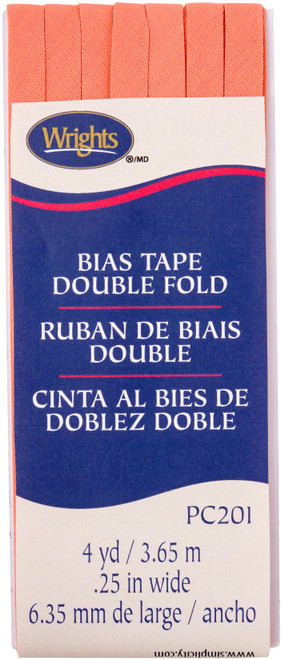 Wrights
®/MD
BIAS TAPE
DOUBLE FOLD
RUBAN DE BIAIS
DOUBLE
CINTA AL BIES DE
DOBLEZ DOBLE
PC201
4 yd / 3.65 m
.25 in wide
6.35 mm de large / ancho
www.simplicity.com